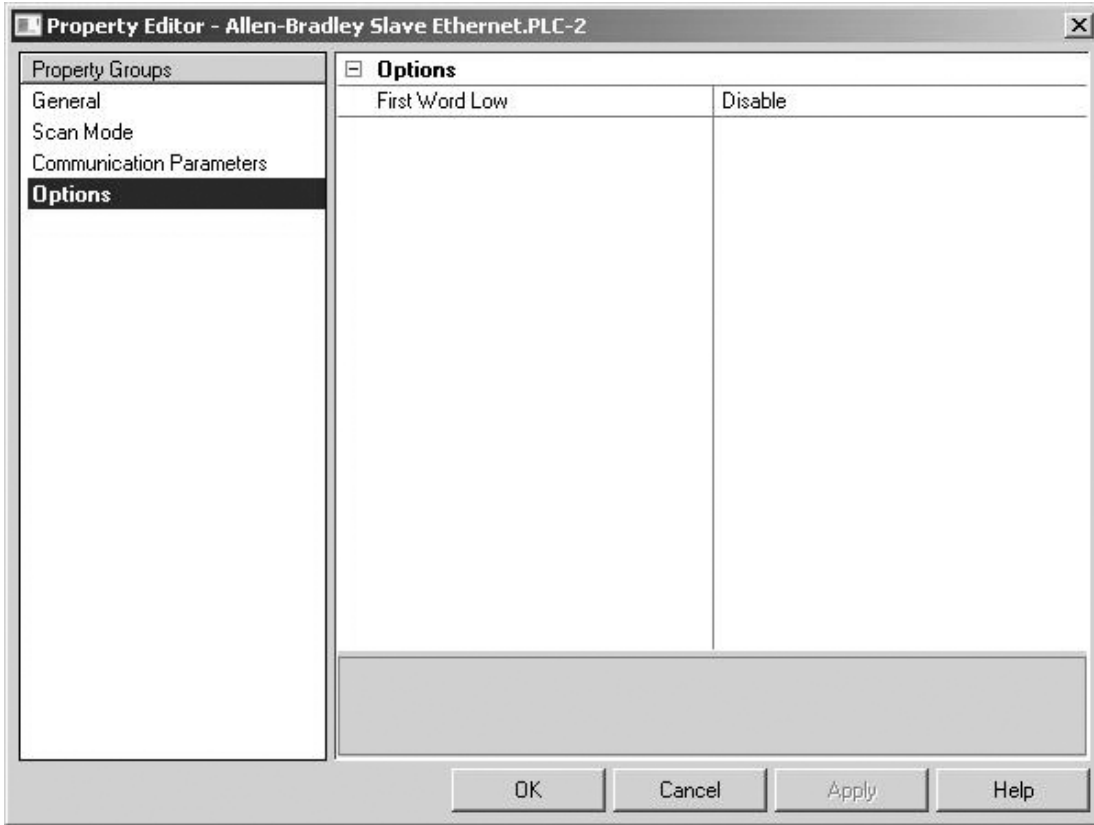 Property Editor - Allen-Bradley Slave Ethernet.PLC-2
Property Groups
General
Scan Mode
Communication Parameters
Options
Options
First Word Low Disable
OK Cancel Apply Help